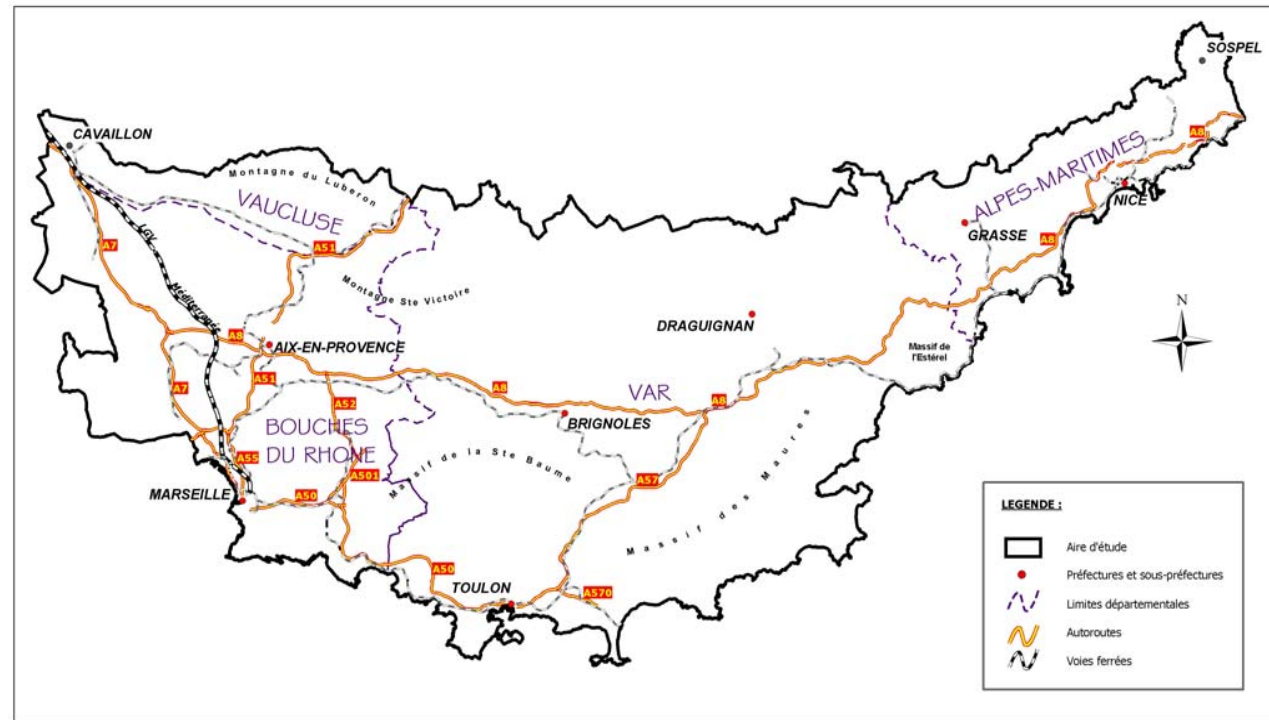 SOSPEL
CAVAILLON
A8
ALPES-MARITIMES
Montagne du Luberon
VAUCLUSE
NICE
GRASSE
A7
LGV
Méditerranée
A51
A8
Montagne Ste Victoire
N
DRAGUIGNAN
A8
AIX-EN-PROVENCE
Massif de
l'Estérel
A51
A7
A8
VAR
A8
A52
BRIGNOLES
BOUCHES
DU RHONE
Massif de la Ste Baume
Massif des Maures
A55
A501
A57
MARSEILLE
A50
A50
TOULON
A570
LEGENDE :
Aire d'étude
Préfectures et sous-préfectures
Limites départementales
Autoroutes
Voies ferrées